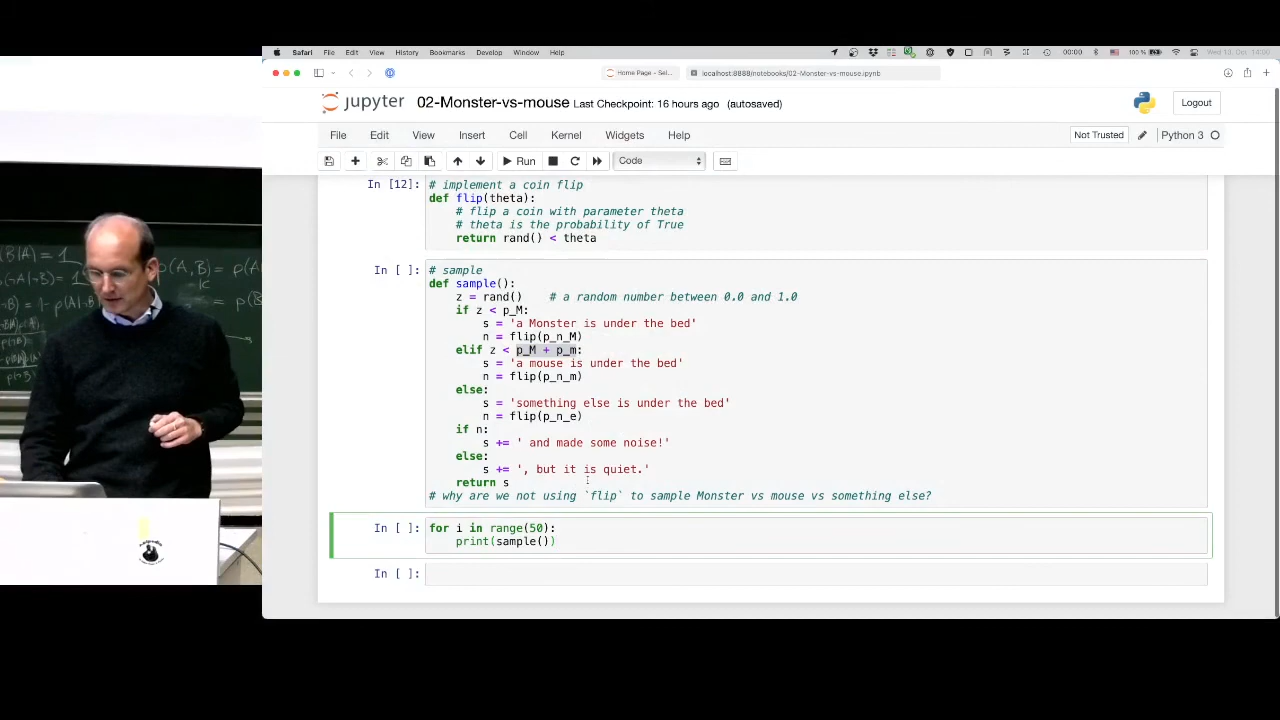 Safari File Edit View History Bookmarks Develop Window Help 00:00 100 %
Home Page - Sel... localhost:8888/notebooks/02-Monster-vs-mouse.ipynb
jupyter 02-Monster-vs-mouse Last Checkpoint: 16 hours ago (autosaved) Logout
File Edit View Insert Cell Kernel Widgets Help Not Trusted Python 3
Run Code
In [12]: # implement a coin flip
def flip(theta):
# flip a coin with parameter theta
# theta is the probability of True
return rand() < theta
In [ ]: # sample
def sample():
z = rand() # a random number between 0.0 and 1.0
if z < p_M:
s = 'a Monster is under the bed'
n = flip(p_n_M)
elif z < p_M + p_m:
s = 'a mouse is under the bed'
n = flip(p_n_m)
else:
s = 'something else is under the bed'
n = flip(p_n_e)
if n:
s += ' and made some noise!'
else:
s += ', but it is quiet.'
return s
# why are we not using `flip` to sample Monster vs mouse vs something else?
In [ ]: for i in range(50):
print(sample())
In [ ]: